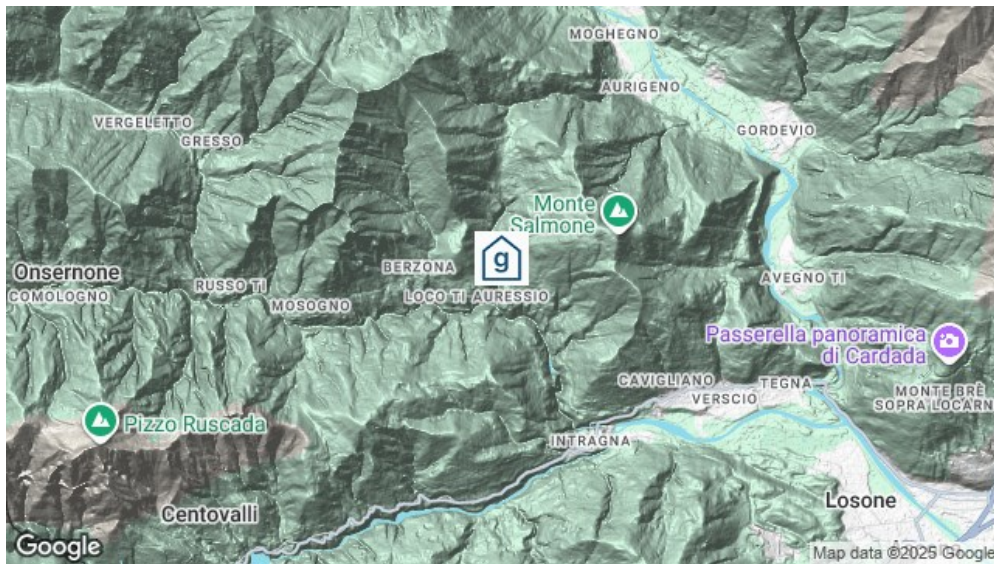 MOGHEGNO
AURIGENO
VERGELETTO
GRESSO
GORDEVIO
Monte
Salmone
g
BERZONA
Onsernone
COMOLOGNO
RUSSO TI
MOSOGNO
LOCO TI AURESSIO
AVEGNO TI
Passerella panoramica
di Cardada
CAVIGLIANO
TEGNA
VERSCIO
MONTE BRÈ
SOPRA LOCARN
Pizzo Ruscada
INTRAGNA
Centovalli
Losone
Google
Map data ©2025 Google